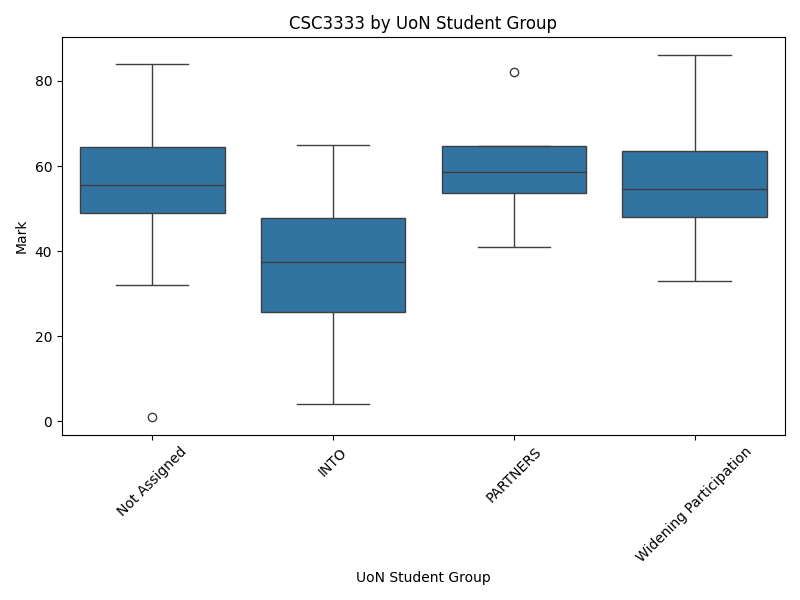 CSC3333 by UoN Student Group
Mark
80
60
40
20
0
Not Assigned
INTO
PARTNERS
Widening Participation
UoN Student Group